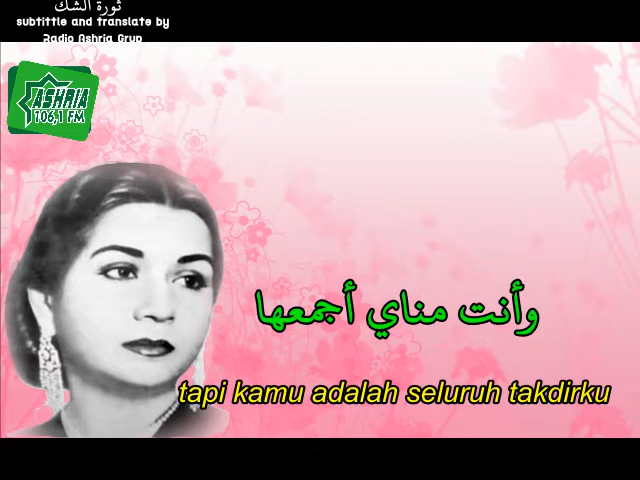 ثورة الشك
subtittle and translate by
Radio Ashria Grup
ASHRIA
106,1 FM
وأنت مناي أجمعها
tapi kamu adalah seluruh takdirku